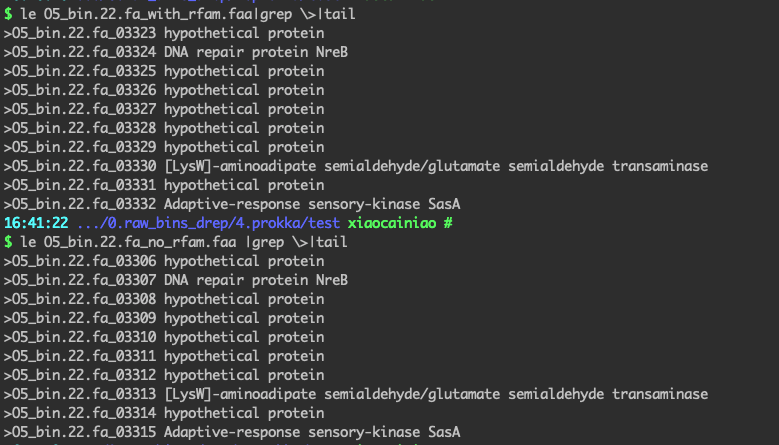 $ le O5_bin.22.fa_with_rfam.faa|grep \>|tail
>O5_bin.22.fa_03323 hypothetical protein
>O5_bin.22.fa_03324 DNA repair protein NreB
>O5_bin.22.fa_03325 hypothetical protein
>O5_bin.22.fa_03326 hypothetical protein
>O5_bin.22.fa_03327 hypothetical protein
>O5_bin.22.fa_03328 hypothetical protein
>O5_bin.22.fa_03329 hypothetical protein
>O5_bin.22.fa_03330 [LysW]-aminoadipate semialdehyde/glutamate semialdehyde transaminase
>O5_bin.22.fa_03331 hypothetical protein
>O5_bin.22.fa_03332 Adaptive-response sensory-kinase SasA
16:41:22 .../0.raw_bins_drep/4.prokka/test xiaocainiao #
$ le O5_bin.22.fa_no_rfam.faa |grep \>|tail
>O5_bin.22.fa_03306 hypothetical protein
>O5_bin.22.fa_03307 DNA repair protein NreB
>O5_bin.22.fa_03308 hypothetical protein
>O5_bin.22.fa_03309 hypothetical protein
>O5_bin.22.fa_03310 hypothetical protein
>O5_bin.22.fa_03311 hypothetical protein
>O5_bin.22.fa_03312 hypothetical protein
>O5_bin.22.fa_03313 [LysW]-aminoadipate semialdehyde/glutamate semialdehyde transaminase
>O5_bin.22.fa_03314 hypothetical protein
>O5_bin.22.fa_03315 Adaptive-response sensory-kinase SasA